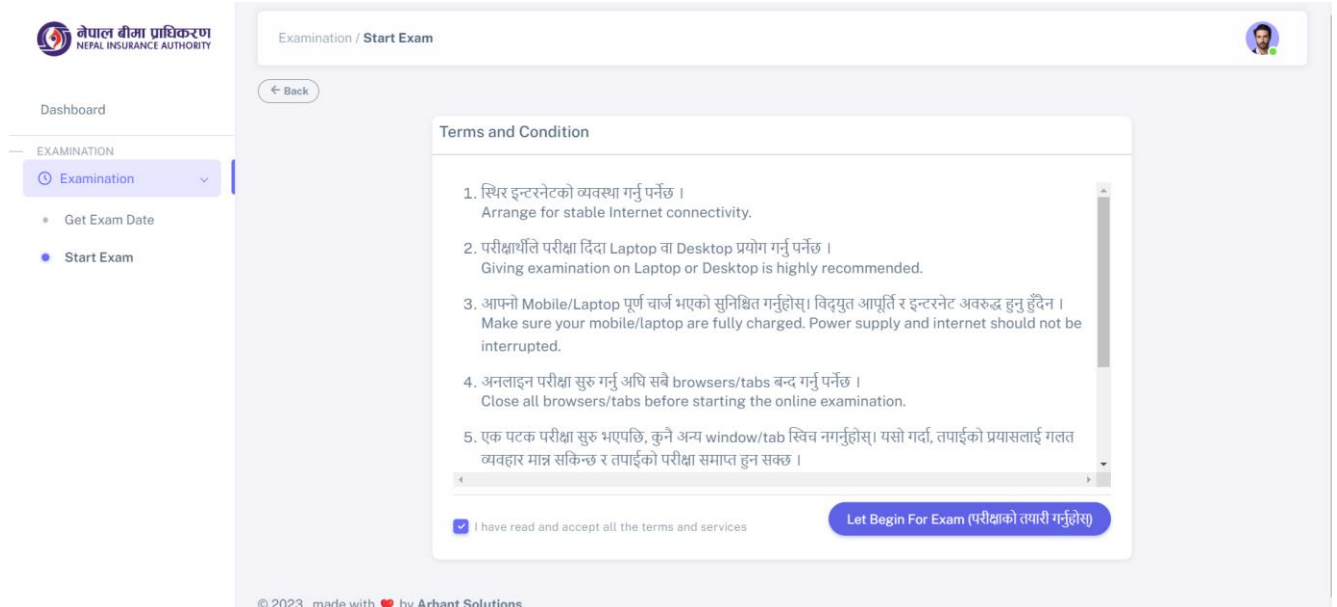 नेपाल बीमा प्राधिकरण
NEPAL INSURANCE AUTHORITY
Examination / Start Exam
← Back
Dashboard
EXAMINATION
Examination
Get Exam Date
Start Exam
Terms and Condition
1. स्थिर इन्टरनेटको व्यवस्था गर्नु पर्नेछ ।
Arrange for stable Internet connectivity.
2. परीक्षार्थीले परीक्षा दिंदा Laptop वा Desktop प्रयोग गर्नु पर्नेछ ।
Giving examination on Laptop or Desktop is highly recommended.
3. आफ्नो Mobile/Laptop पूर्ण चार्ज भएको सुनिश्चित गर्नुहोस्। विद्युत आपूर्ति र इन्टरनेट अवरुद्ध हुनु हुँदैन ।
Make sure your mobile/laptop are fully charged. Power supply and internet should not be
interrupted.
4. अनलाइन परीक्षा सुरु गर्नु अघि सबै browsers/tabs बन्द गर्नु पर्नेछ ।
Close all browsers/tabs before starting the online examination.
5. एक पटक परीक्षा सुरु भएपछि, कुनै अन्य window/tab स्विच नगर्नुहोस्। यसो गर्दा, तपाईको प्रयासलाई गलत
व्यवहार मान्न सकिन्छ र तपाईको परीक्षा समाप्त हुन सक्छ ।
I have read and accept all the terms and services
Let Begin For Exam (परीक्षाको तयारी गर्नुहोस्)
© 2023 , made with ❤ by Arhant Solutions